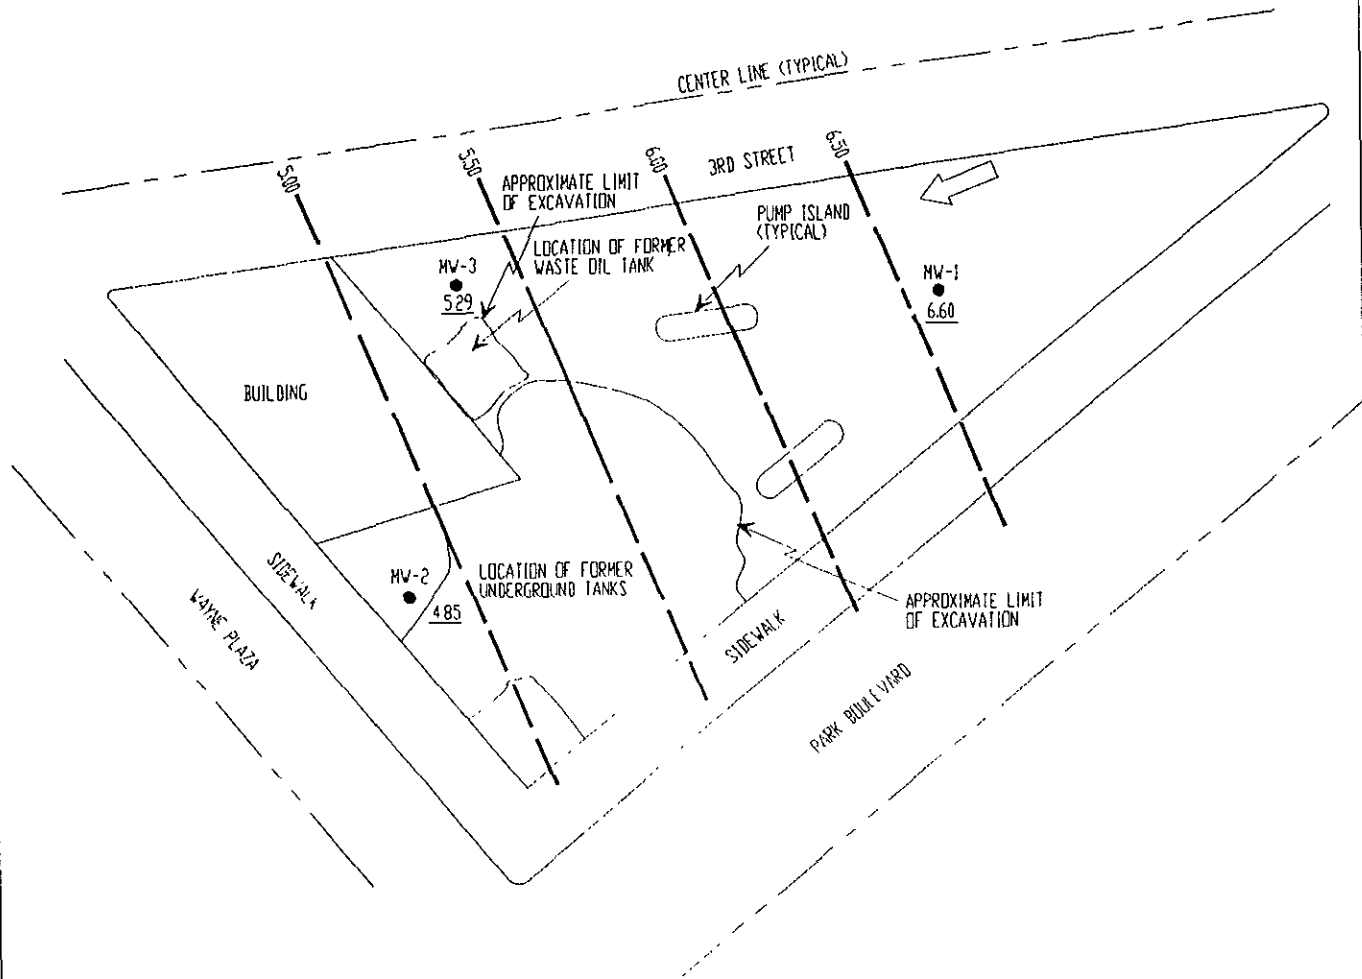 CENTER LINE (TYPICAL)
5.00
5.50
6.00
6.50
3RD STREET
APPROXIMATE LIMIT
OF EXCAVATION
PUMP ISLAND
(TYPICAL)
LOCATION OF FORMER
WASTE OIL TANK
MW-3
5.29
MW-1
6.60
BUILDING
MW-2
4.85
LOCATION OF FORMER
UNDERGROUND TANKS
SIDEWALK
WAYNE PLAZA
SIDEWALK
APPROXIMATE LIMIT
OF EXCAVATION
PARK BOULEVARD